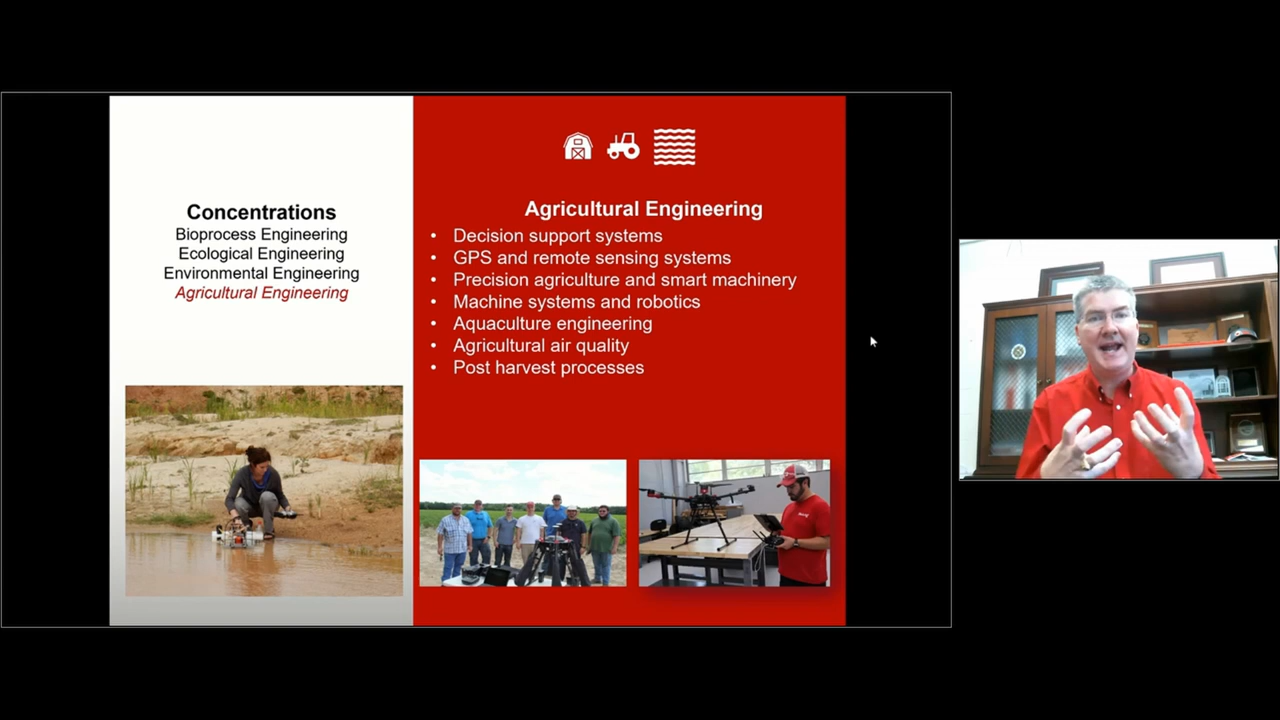 Concentrations
Bioprocess Engineering
Ecological Engineering
Environmental Engineering
Agricultural Engineering
Agricultural Engineering
• Decision support systems
• GPS and remote sensing systems
• Precision agriculture and smart machinery
• Machine systems and robotics
• Aquaculture engineering
• Agricultural air quality
• Post harvest processes